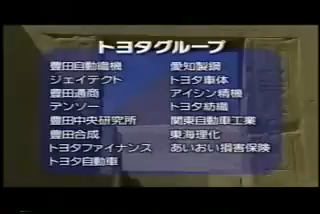 トヨタグループ
豊田自動織機
ジェイテクト
豊田通商
デンソー
豊田中央研究所
豊田合成
トヨタファイナンス
トヨタ自動車
愛知製鋼
トヨタ車体
アイシン精機
トヨタ紡織
関東自動車工業
東海理化
あいおい損害保険